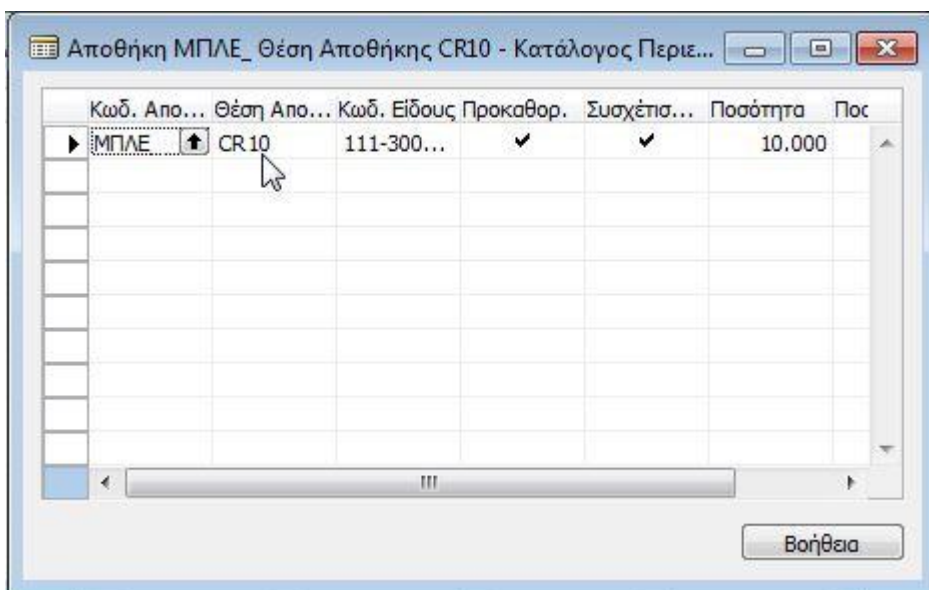 Αποθήκη ΜΠΛΕ_ Θέση Αποθήκης CR10 - Κατάλογος Περιε...
Κωδ. Απο... Θέση Απο... Κωδ. Είδους Προκαθορ. Συσχέτισ... Ποσότητα Ποσ
ΜΠΛΕ_ CR10 111-300... 10.000
Βοήθεια